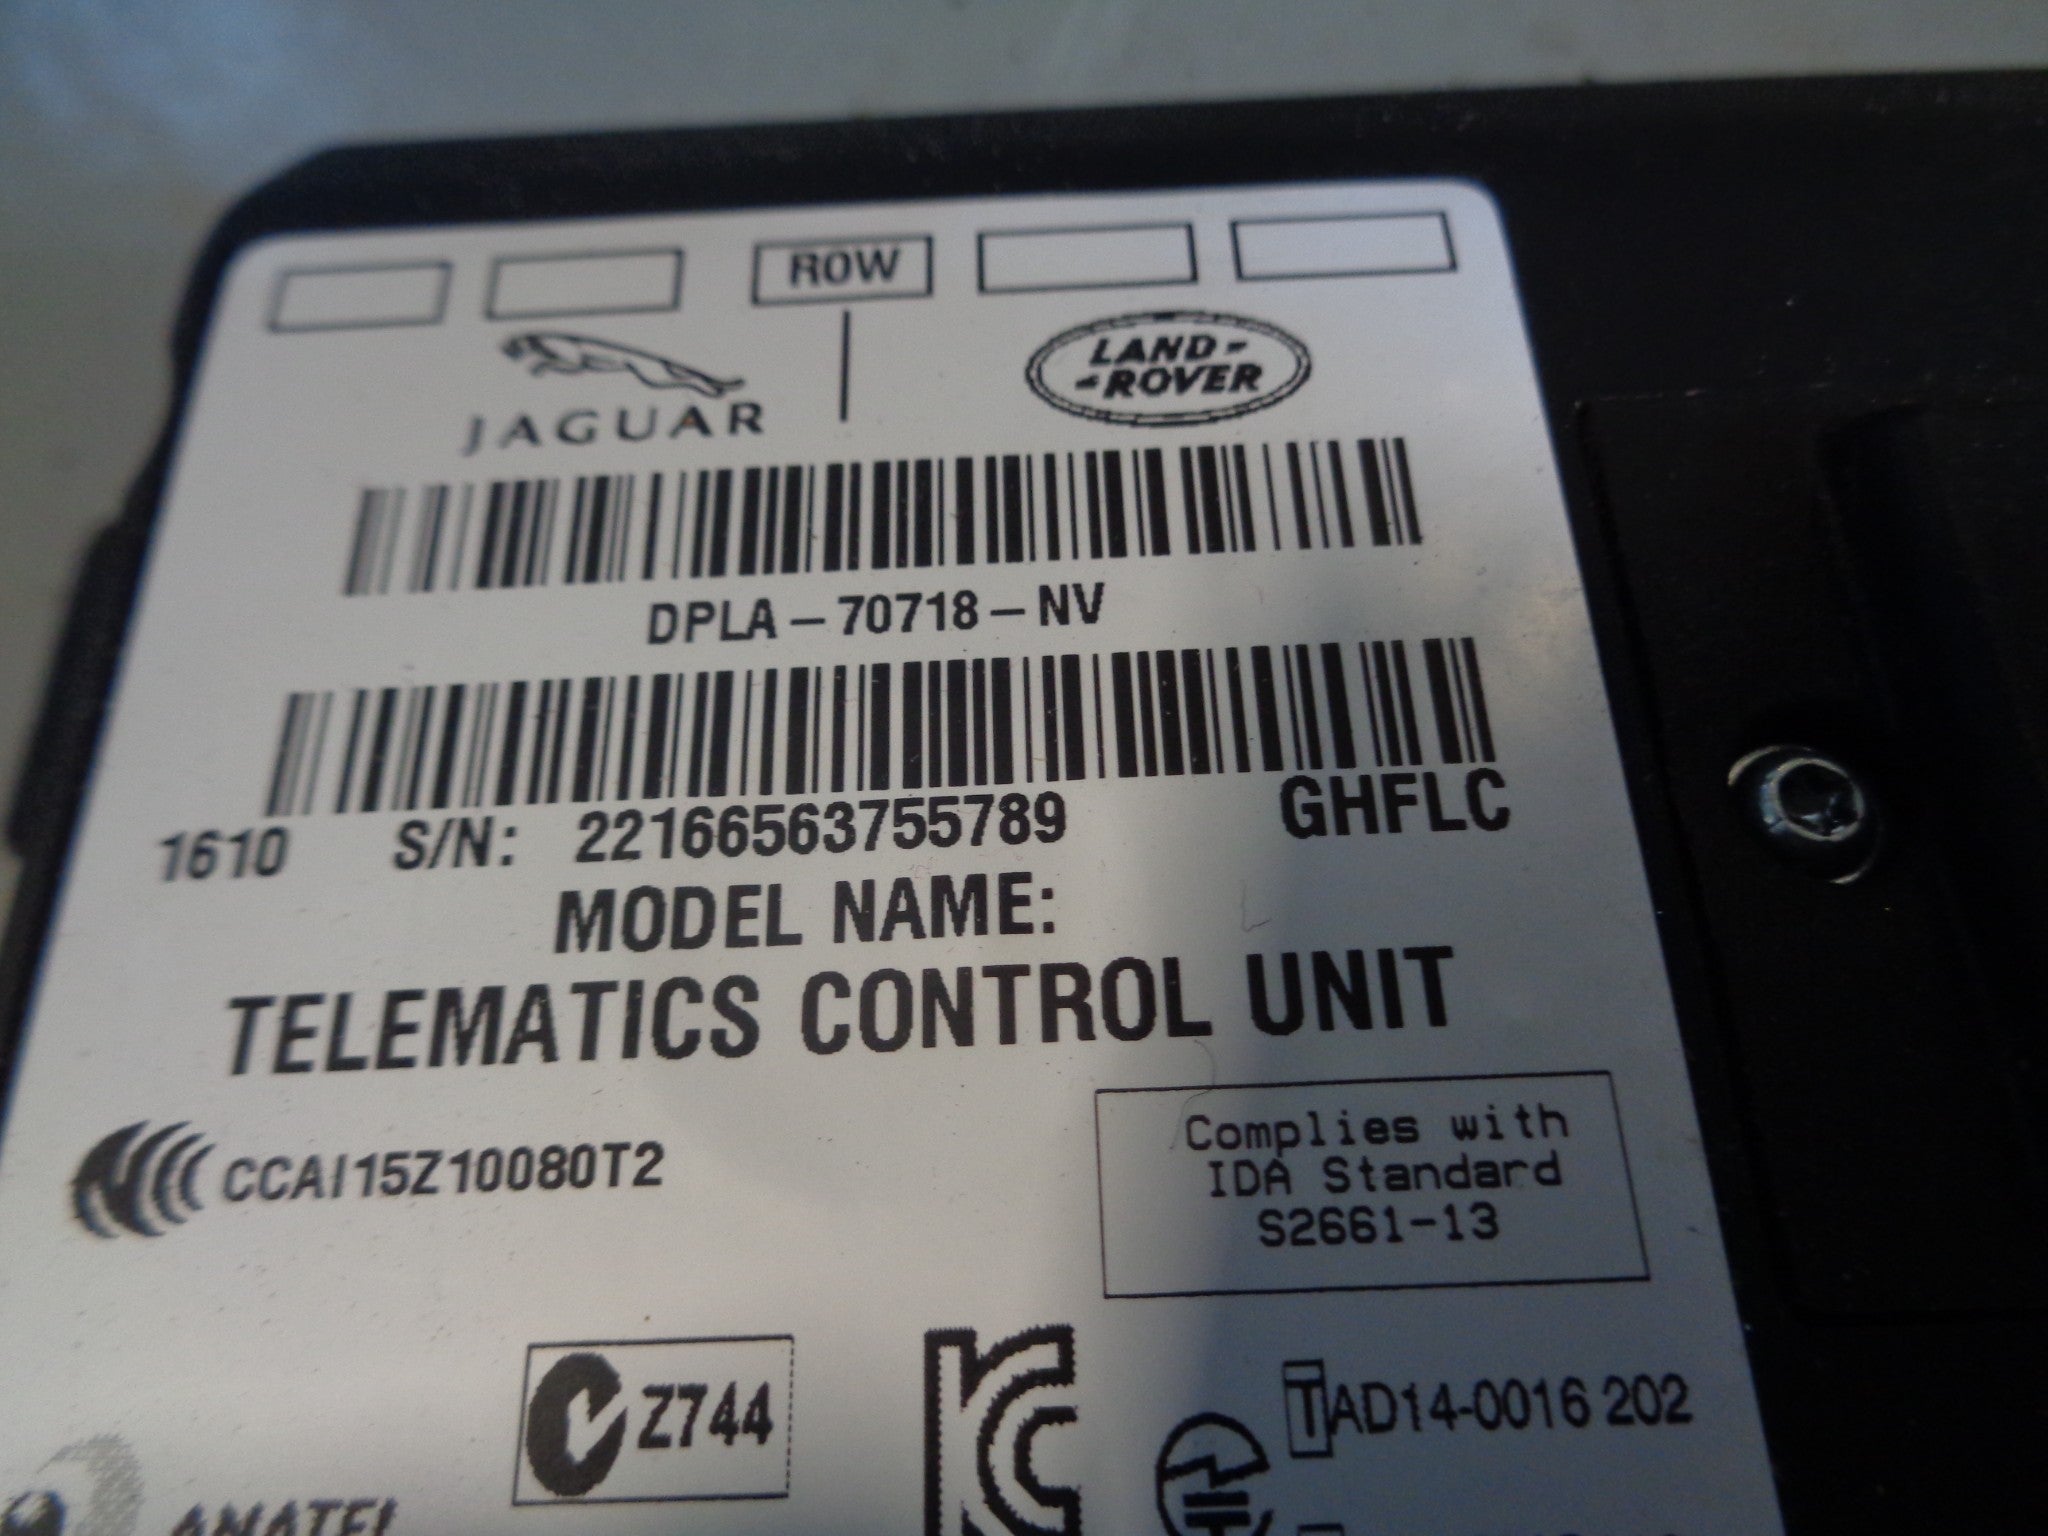 ROW
JAGUAR
LAND-
-ROVER
DPLA-70718-NV
1610 S/N: 22166563755789 GHFLC
MODEL NAME:
TELEMATICS CONTROL UNIT
CCAI15Z10080T2
Complies with
IDA Standard
S2661-13
Z744
T AD14-0016 202
ANATEL